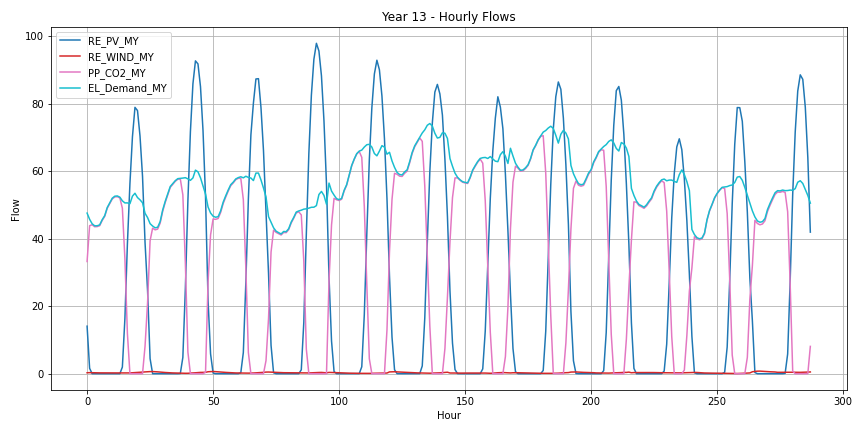 Year 13 - Hourly Flows
RE_PV_MY
RE_WIND_MY
PP_CO2_MY
EL_Demand_MY
100
80
60
40
20
0
Flow
0 50 100 150 200 250 300
Hour